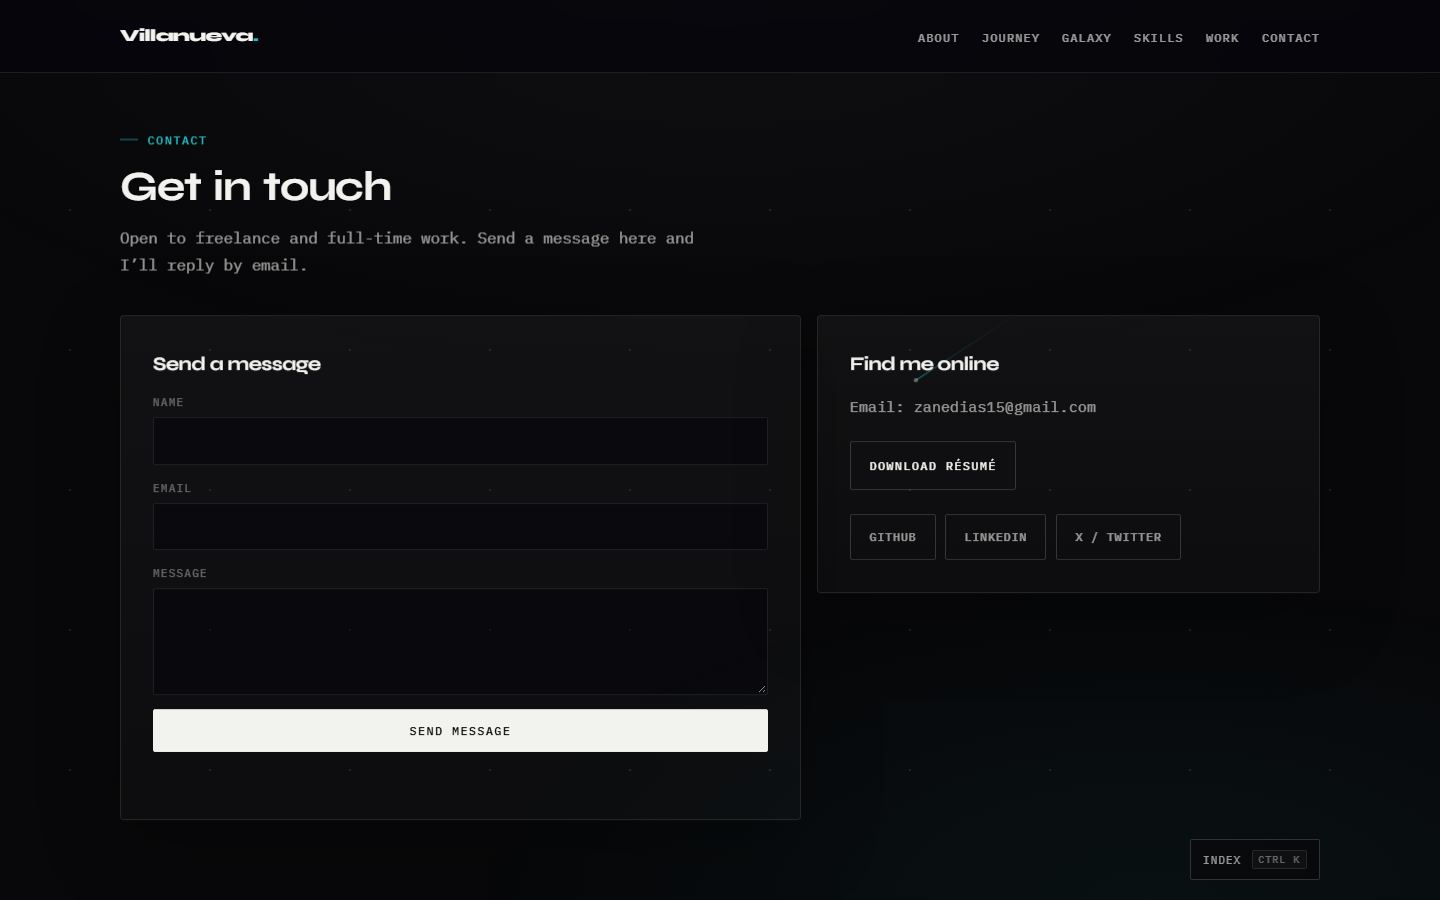 Villanueva.
ABOUT JOURNEY GALAXY SKILLS WORK CONTACT
CONTACT
Get in touch
Open to freelance and full-time work. Send a message here and
I’ll reply by email.
Send a message
NAME
EMAIL
MESSAGE
SEND MESSAGE
Find me online
Email: zanedias15@gmail.com
DOWNLOAD RÉSUMÉ
GITHUB LINKEDIN X / TWITTER
INDEX CTRL K